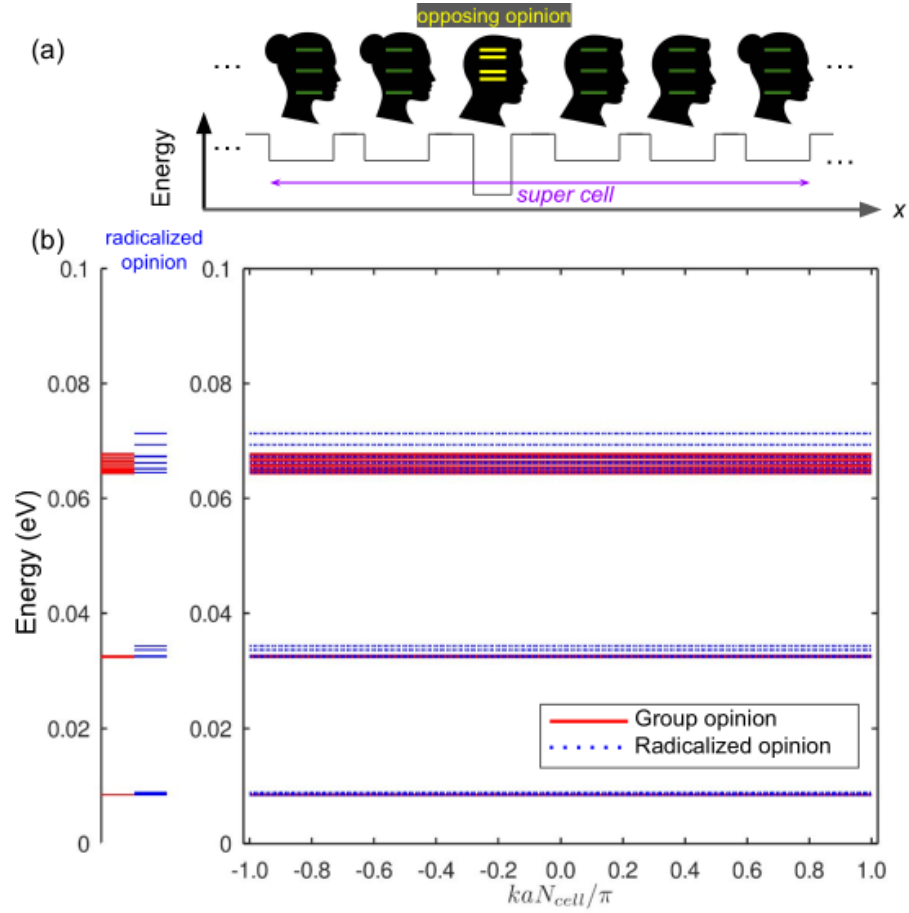 opposing opinion
(a)
... ...
Energy
... ...
super cell
x
(b)
radicalized
opinion
0.1 0.1
0.08 0.08
0.06 0.06
Energy (eV)
0.04 0.04
0.02 0.02
0 0
Group opinion
Radicalized opinion
-1.0 -0.8 -0.6 -0.4 -0.2 0.0 0.2 0.4 0.6 0.8 1.0
kaN_cell/π